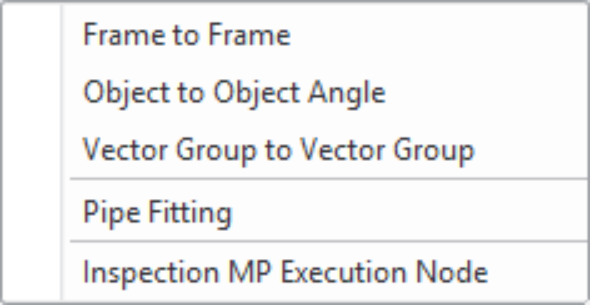 Frame to Frame
Object to Object Angle
Vector Group to Vector Group
Pipe Fitting
Inspection MP Execution Node